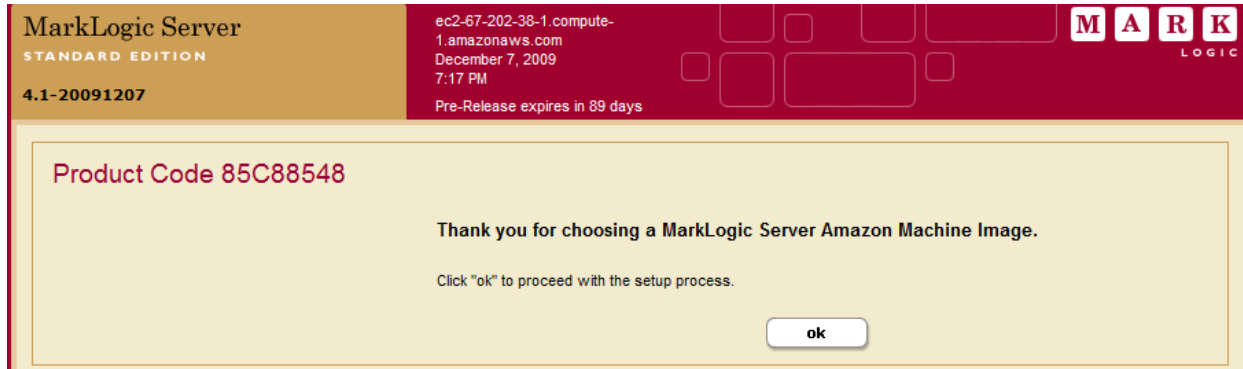 MarkLogic Server
STANDARD EDITION
4.1-20091207
ec2-67-202-38-1.compute-
1.amazonaws.com
December 7, 2009
7:17 PM
Pre-Release expires in 89 days
MARK
LOGIC
Product Code 85C88548
Thank you for choosing a MarkLogic Server Amazon Machine Image.
Click "ok" to proceed with the setup process.
ok